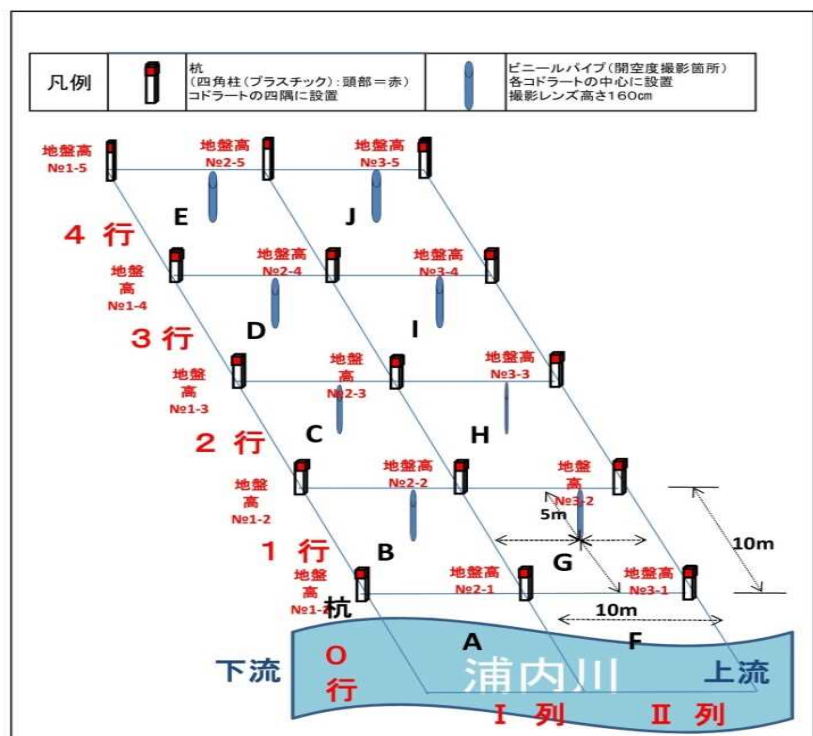 凡例
杭
(四角柱(プラスチック):頭部=赤)
コドラートの四隅に設置
ビニールパイプ(開空度撮影箇所)
各コドラートの中心に設置
撮影レンズ高さ160㎝
地盤高
№1-5
地盤高
№2-5
地盤高
№3-5
E
J
4 行
地盤
高
№1-4
地盤高
№2-4
地盤高
№3-4
D
I
3 行
地盤
高
№1-3
地盤
高
№2-3
地盤高
№3-3
C
H
2 行
地盤
高
№1-2
地盤高
№2-2
地盤
高
№3-2
5m
10m
B
G
1 行
地盤
高
杭
地盤高
№2-1
地盤高
№3-1
10m
A
F
下流
0
行
浦内川
上流
Ⅰ 列
Ⅱ 列